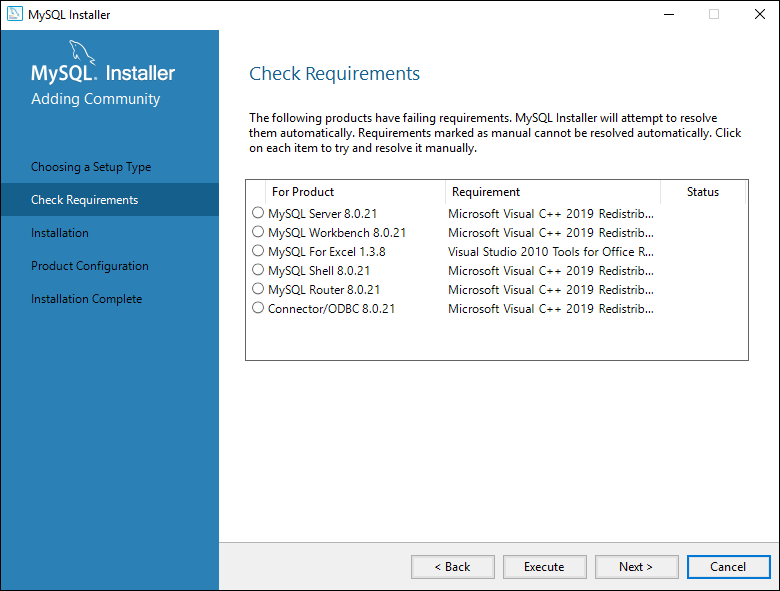 MySQL Installer
MySQL. Installer
Adding Community
Choosing a Setup Type
Check Requirements
Installation
Product Configuration
Installation Complete
Check Requirements
The following products have failing requirements. MySQL Installer will attempt to resolve
them automatically. Requirements marked as manual cannot be resolved automatically. Click
on each item to try and resolve it manually.
For Product Requirement Status
MySQL Server 8.0.21 Microsoft Visual C++ 2019 Redistrib...
MySQL Workbench 8.0.21 Microsoft Visual C++ 2019 Redistrib...
MySQL For Excel 1.3.8 Visual Studio 2010 Tools for Office R...
MySQL Shell 8.0.21 Microsoft Visual C++ 2019 Redistrib...
MySQL Router 8.0.21 Microsoft Visual C++ 2019 Redistrib...
Connector/ODBC 8.0.21 Microsoft Visual C++ 2019 Redistrib...
< Back Execute Next > Cancel